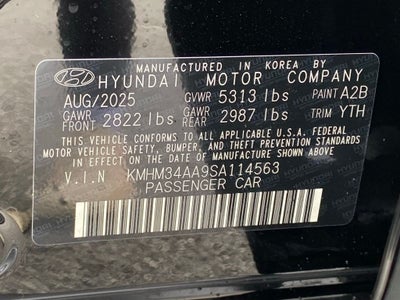 MANUFACTURED IN KOREA BY
HYUNDAI MOTOR COMPANY
AUG/2025 GVWR 5313 lbs PAINT A2B
GAWR FRONT 2822 lbs GAWR REAR 2987 lbs TRIM YTH
THIS VEHICLE CONFORMS TO ALL APPLICABLE U.S.A. FEDERAL
MOTOR VEHICLE SAFETY, BUMPER, AND THEFT PREVENTION
STANDARDS IN EFFECT ON THE DATE OF MANUFACTURE SHOWN ABOVE.
V.I.N KMHM34AA9SA114563
PASSENGER CAR